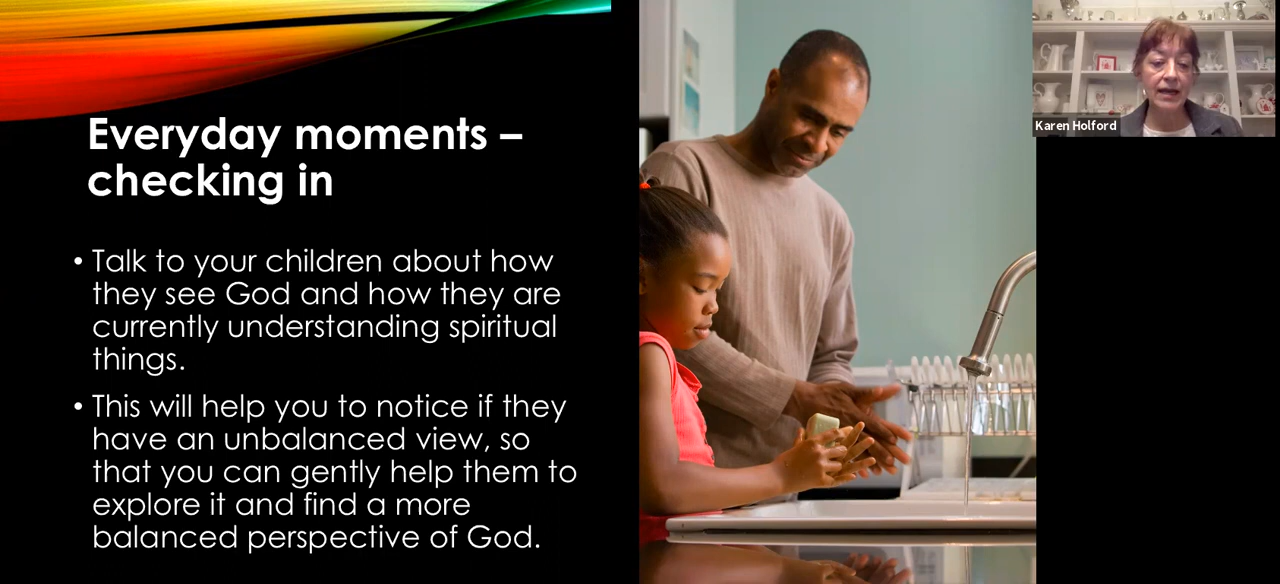 Everyday moments –
checking in
• Talk to your children about how
they see God and how they are
currently understanding spiritual
things.
• This will help you to notice if they
have an unbalanced view, so
that you can gently help them to
explore it and find a more
balanced perspective of God.
Karen Holford